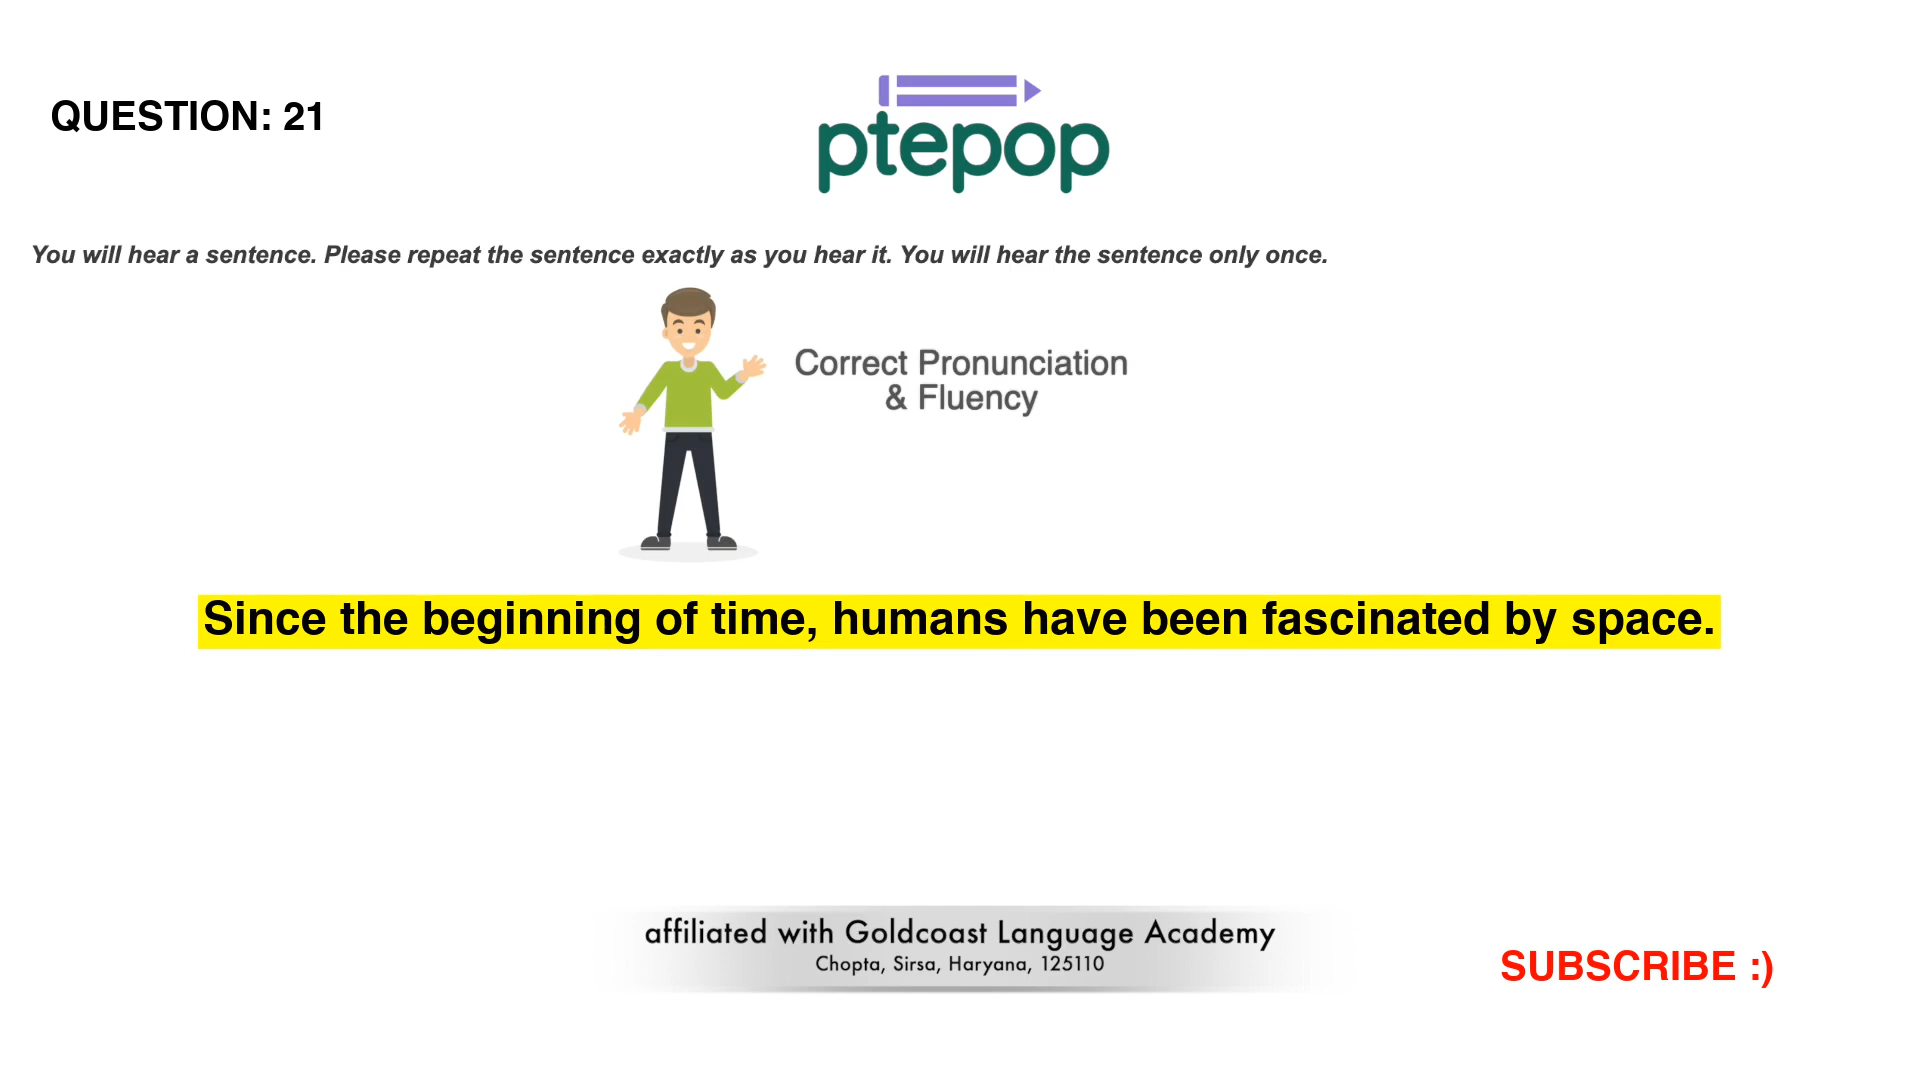 QUESTION: 21
ptepop
You will hear a sentence. Please repeat the sentence exactly as you hear it. You will hear the sentence only once.
Correct Pronunciation
& Fluency
Since the beginning of time, humans have been fascinated by space.
affiliated with Goldcoast Language Academy
Chopta, Sirsa, Haryana, 125110
SUBSCRIBE :)